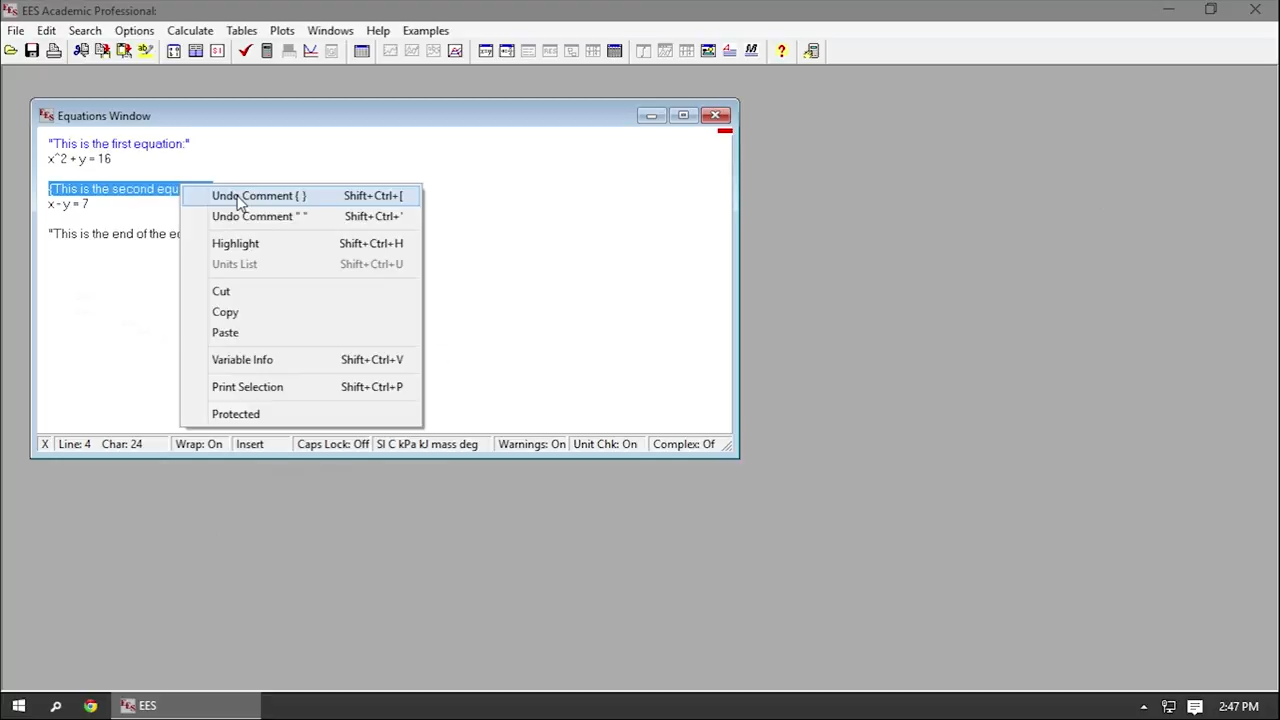 EES Academic Professional:
File Edit Search Options Calculate Tables Plots Windows Help Examples
Equations Window
"This is the first equation:"
x^2 + y = 16
{This is the second equ
x - y = 7
"This is the end of the
Undo Comment { } Shift+Ctrl+[
Undo Comment " " Shift+Ctrl+'
Highlight Shift+Ctrl+H
Units List Shift+Ctrl+U
Cut
Copy
Paste
Variable Info Shift+Ctrl+V
Print Selection Shift+Ctrl+P
Protected
X Line: 4 Char: 24 Wrap: On Insert Caps Lock: Off SI C kPa kJ mass deg Warnings: On Unit Chk: On Complex: Of
EES 2:47 PM